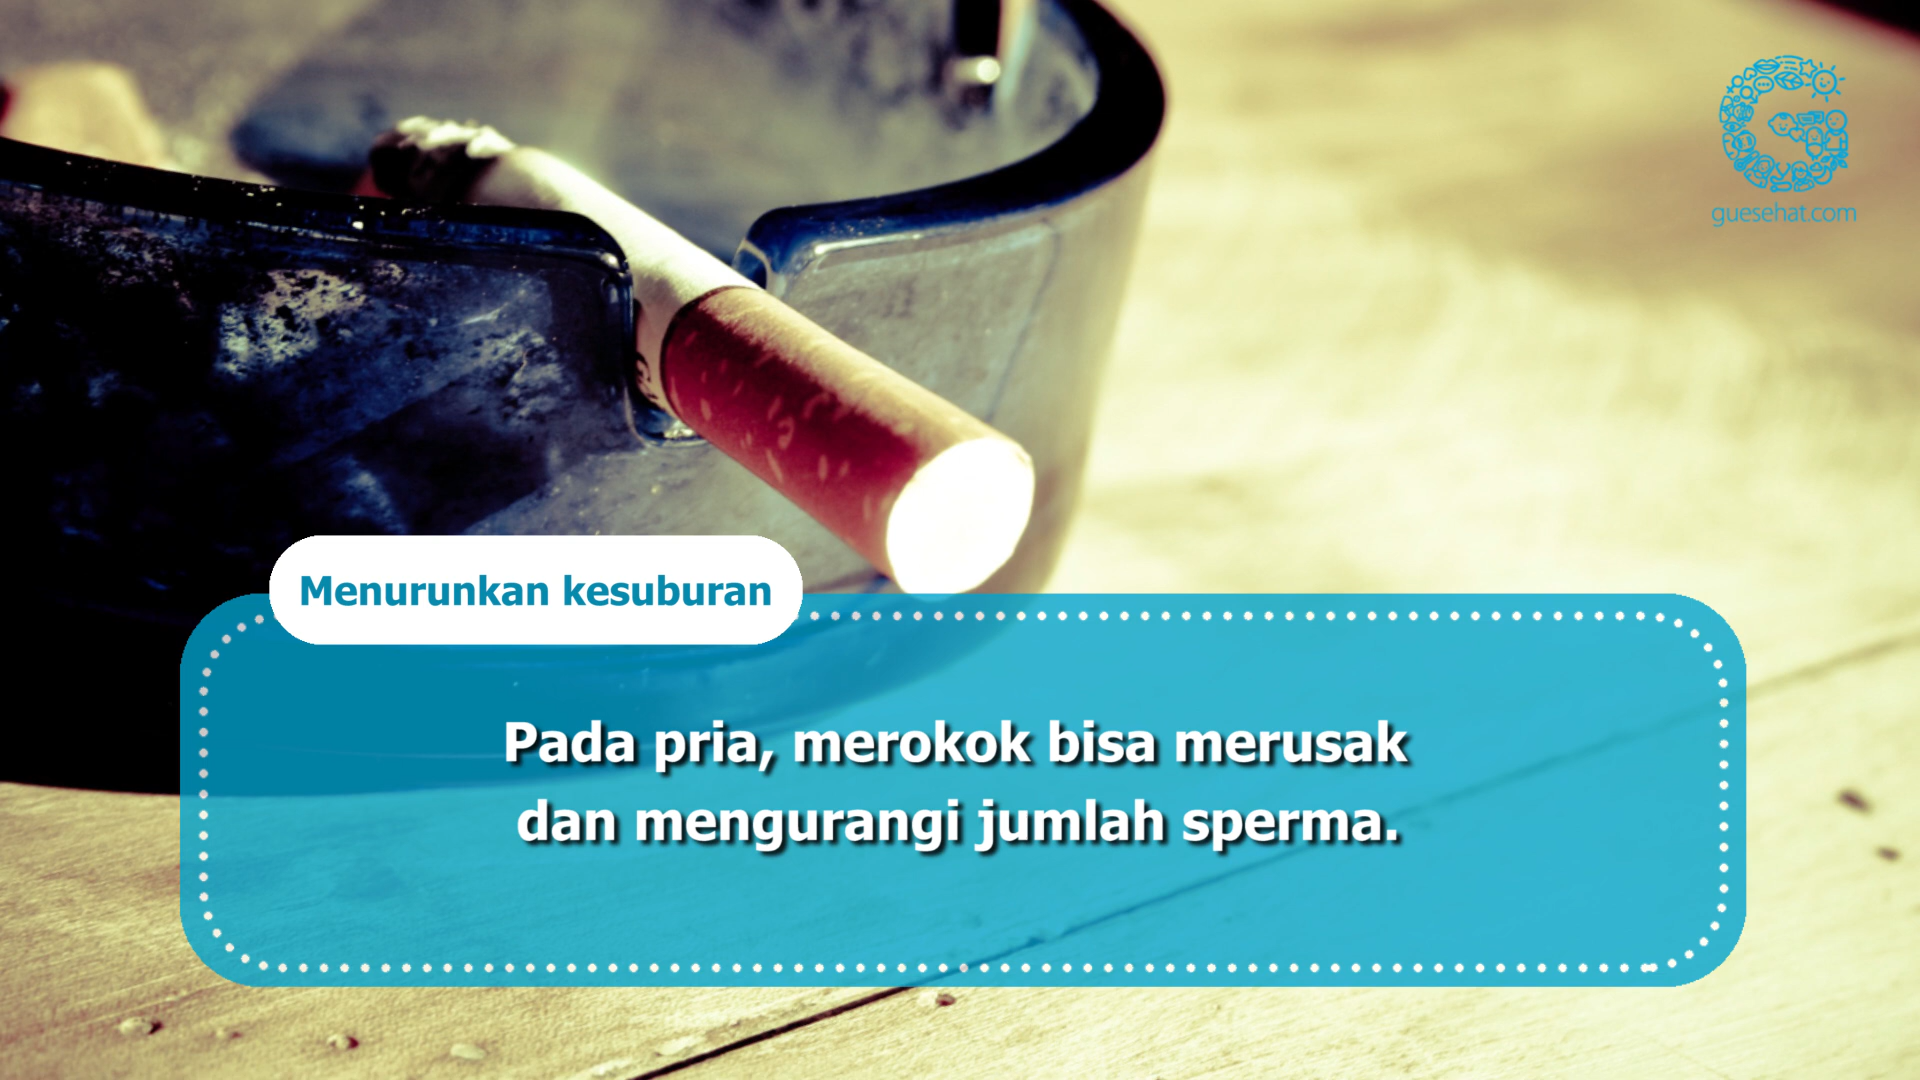 guesehat.com
Menurunkan kesuburan
Pada pria, merokok bisa merusak
dan mengurangi jumlah sperma.